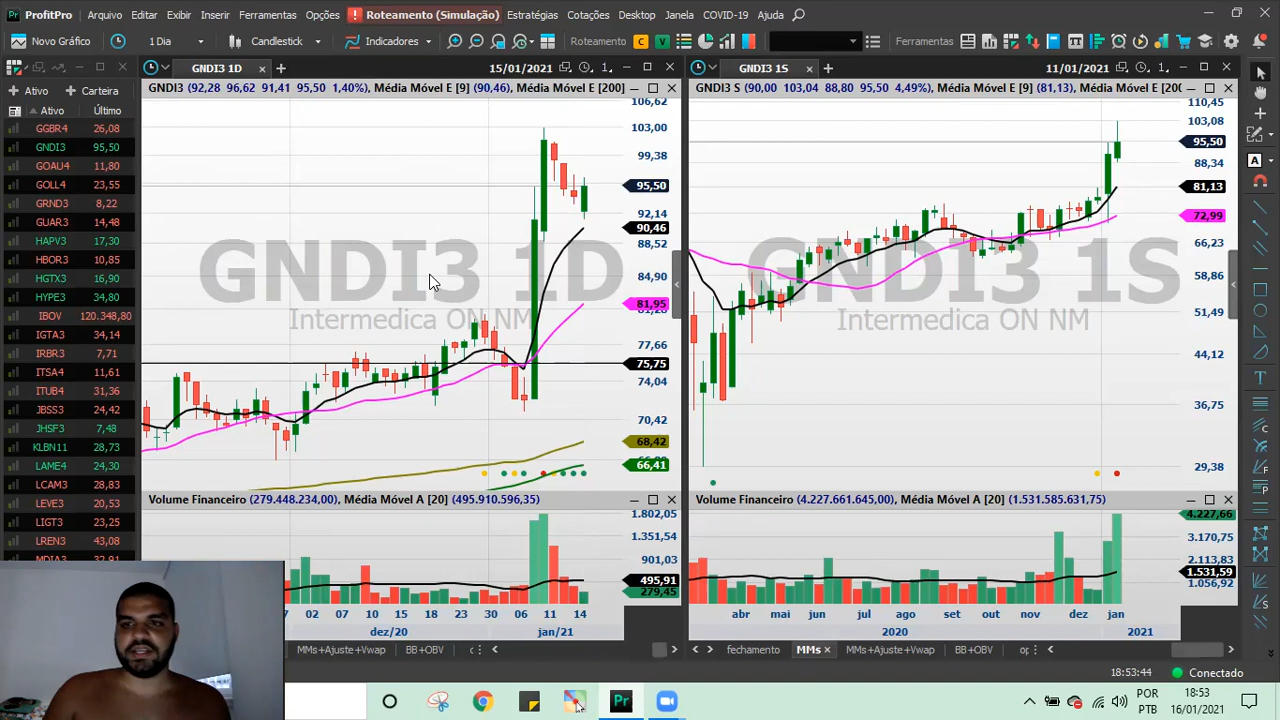 ProfitPro Arquivo Editar Exibir Inserir Ferramentas Opções Roteamento (Simulação) Estratégias Cotações Desktop Janela COVID-19 Ajuda
Novo Gráfico 1 Dia Candlestick Indicadores Roteamento C V Ferramentas
GNDI3 1D 15/01/2021 1
GNDI3 1S 11/01/2021 1
Ativo Carteira
GNDI3 (92,28 96,62 91,41 95,50 1,40%), Média Móvel E [9] (90,46), Média Móvel E [200]
GNDI3 S (90,00 103,04 88,80 95,50 4,49%), Média Móvel E [9] (81,13), Média Móvel E [200
Ativo Último
GGBR4 26,08
GNDI3 95,50
GOAU4 11,80
GOLL4 23,55
GRND3 8,22
GUAR3 14,48
HAPV3 17,30
HBOR3 10,85
HGTX3 16,90
HYPE3 34,80
IBOV 120.348,80
IGTA3 34,14
IRBR3 7,71
ITSA4 11,61
ITUB4 31,36
JBSS3 24,42
JHSF3 7,48
KLBN11 28,73
LAME4 24,30
LCAM3 28,83
LEVE3 20,53
LIGT3 23,25
LREN3 43,08
MDIA3 32,91
GNDI3 1D
Intermedica ON NM
106,62
103,00
99,38
95,50
92,14
90,46
88,52
84,90
81,95
77,66
75,75
74,04
70,42
68,42
66,41
GNDI3 1S
Intermedica ON NM
110,45
103,08
95,50
88,34
81,13
72,99
66,23
58,86
51,49
44,12
36,75
29,38
Volume Financeiro (279.448.234,00), Média Móvel A [20] (495.910.596,35)
1.802,05
1.351,54
901,03
495,91
279,45
02 07 10 15 18 23 30 06 11 14
dez/20 jan/21
Volume Financeiro (4.227.661.645,00), Média Móvel A [20] (1.531.585.631,75)
4.227,66
3.170,75
2.113,83
1.531,59
1.056,92
abr mai jun jul ago set out nov dez jan
2020 2021
MMs+Ajuste+Vwap BB+OBV
fechamento MMs MMs+Ajuste+Vwap BB+OBV
18:53:44 Conectado
Pr
POR
PTB
18:53
16/01/2021